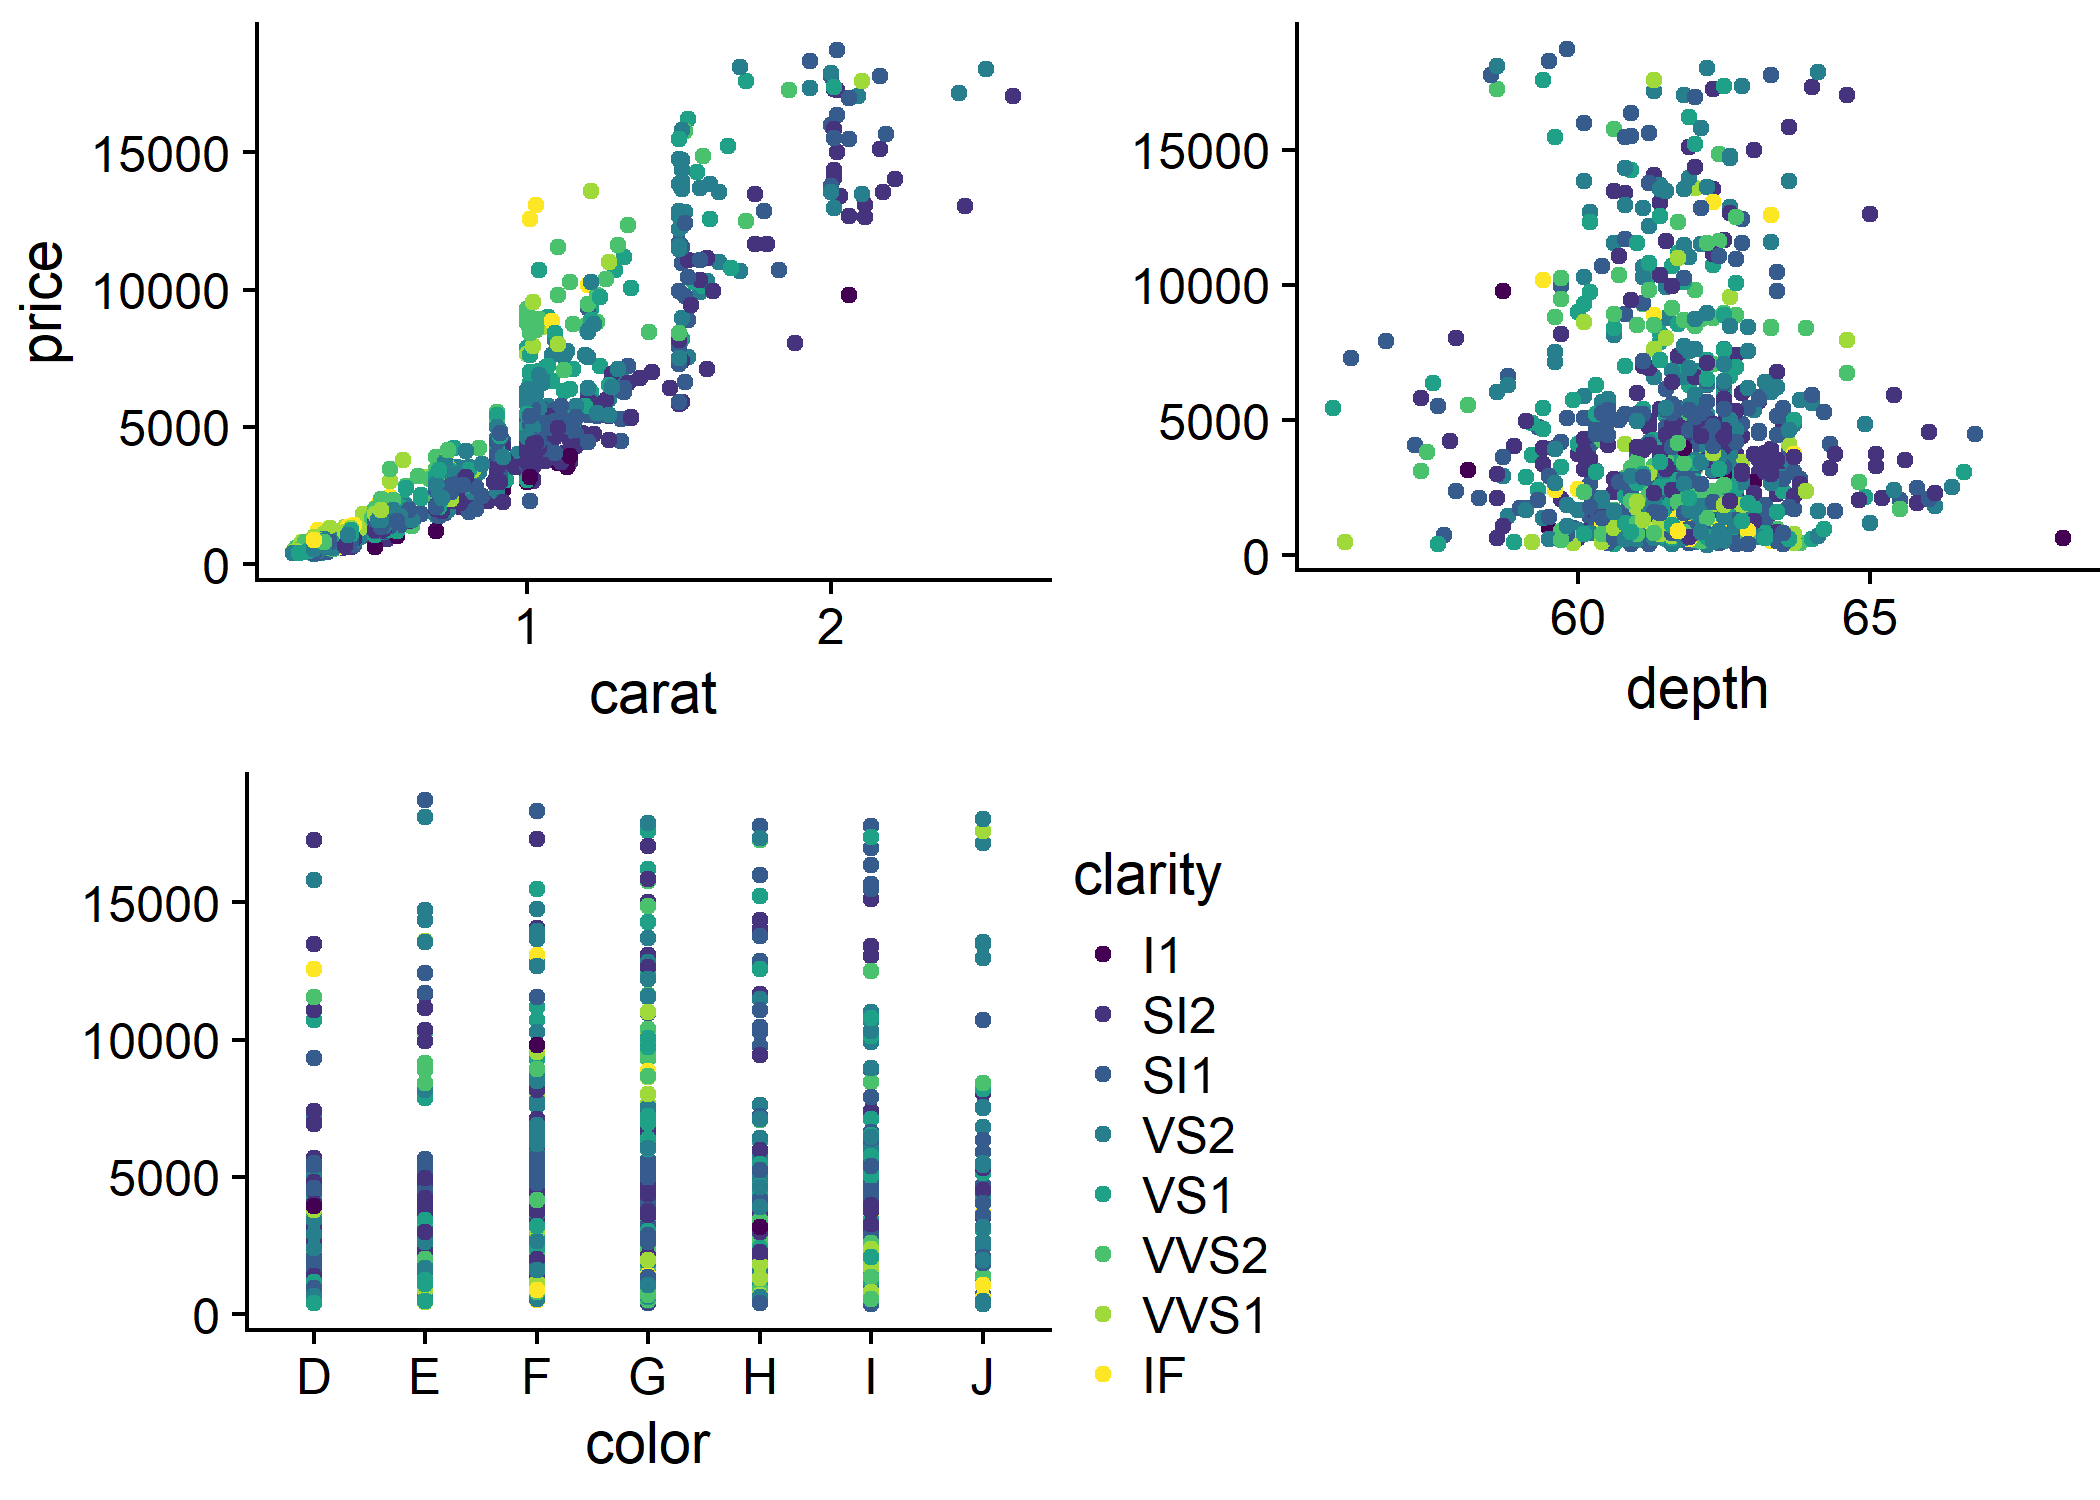 price
15000
10000
5000
0
1 2
carat
15000
10000
5000
0
60 65
depth
15000
10000
5000
0
D E F G H I J
color
clarity
I1
SI2
SI1
VS2
VS1
VVS2
VVS1
IF